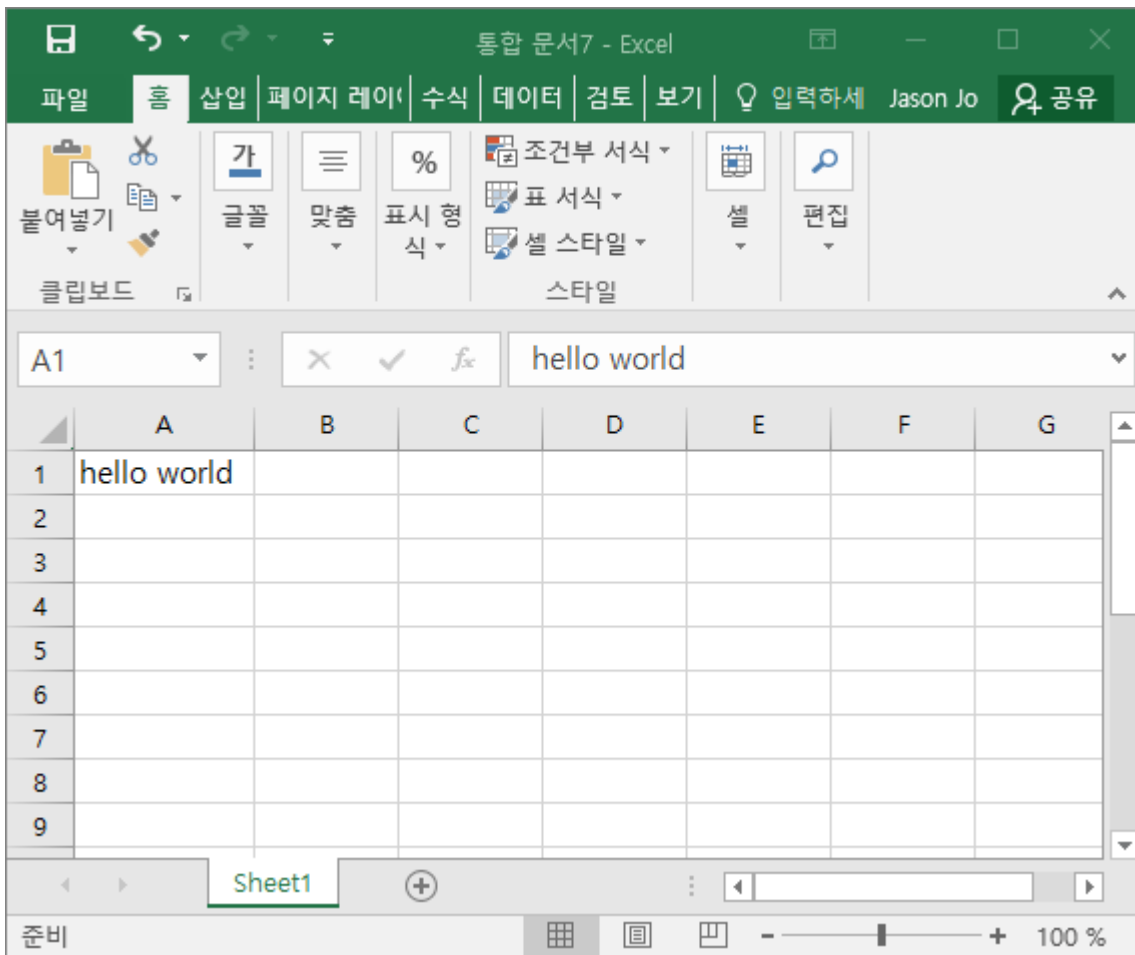 통합 문서7 - Excel
파일 홈 삽입 페이지 레이 수식 데이터 검토 보기 입력하세 Jason Jo 공유
붙여넣기
클립보드
가
글꼴
맞춤
%
표시 형
식
조건부 서식
표 서식
셀 스타일
스타일
셀
편집
A1 fx hello world
A B C D E F G
1 hello world
2
3
4
5
6
7
8
9
Sheet1
준비 100 %